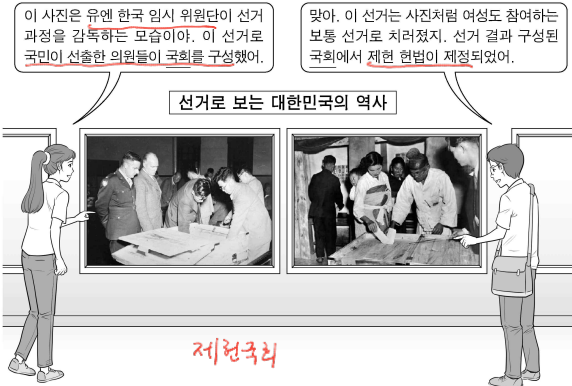 이 사진은 유엔 한국 임시 위원단이 선거
과정을 감독하는 모습이야. 이 선거로
국민이 선출한 의원들이 국회를 구성했어.
맞아. 이 선거는 사진처럼 여성도 참여하는
보통 선거로 치러졌지. 선거 결과 구성된
국회에서 제헌 헌법이 제정되었어.
선거로 보는 대한민국의 역사
제헌국회